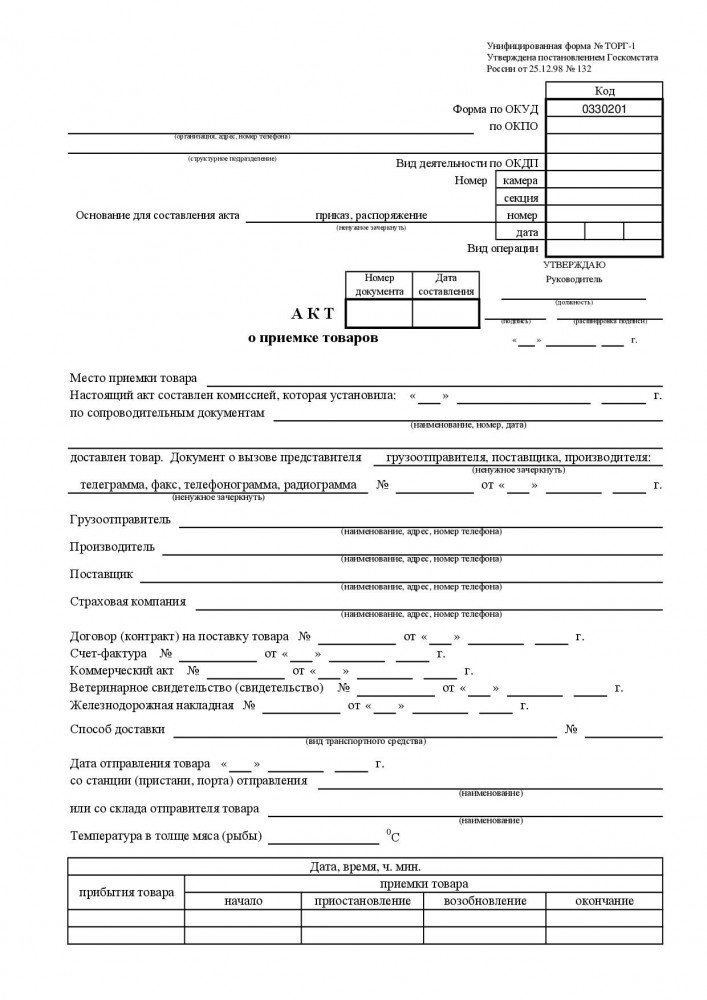 Унифицированная форма № ТОРГ-1
Утверждена постановлением Госкомстата
России от 25.12.98 № 132
Код
Форма по ОКУД 0330201
по ОКПО
(организация, адрес, номер телефона)
(структурное подразделение)
Вид деятельности по ОКДП
Номер камера
секция
Основание для составления акта приказ, распоряжение номер
(ненужное зачеркнуть)
дата
Вид операции
УТВЕРЖДАЮ
Руководитель
(должность)
(подпись) (расшифровка подписи)
« » г.
Номер документа Дата составления
А К Т
о приемке товаров
Место приемки товара
Настоящий акт составлен комиссией, которая установила: « » г.
по сопроводительным документам
(наименование, номер, дата)
доставлен товар. Документ о вызове представителя грузоотправителя, поставщика, производителя:
(ненужное зачеркнуть)
телеграмма, факс, телефонограмма, радиограмма № от « » г.
(ненужное зачеркнуть)
Грузоотправитель
(наименование, адрес, номер телефона)
Производитель
(наименование, адрес, номер телефона)
Поставщик
(наименование, адрес, номер телефона)
Страховая компания
(наименование, адрес, номер телефона)
Договор (контракт) на поставку товара № от « » г.
Счет-фактура № от « » г.
Коммерческий акт № от « » г.
Ветеринарное свидетельство (свидетельство) № от « » г.
Железнодорожная накладная № от « » г.
Способ доставки №
(вид транспортного средства)
Дата отправления товара « » г.
со станции (пристани, порта) отправления
(наименование)
или со склада отправителя товара
(наименование)
Температура в толще мяса (рыбы) ⁰С
Дата, время, ч. мин.
прибытия товара приемки товара
начало приостановление возобновление окончание